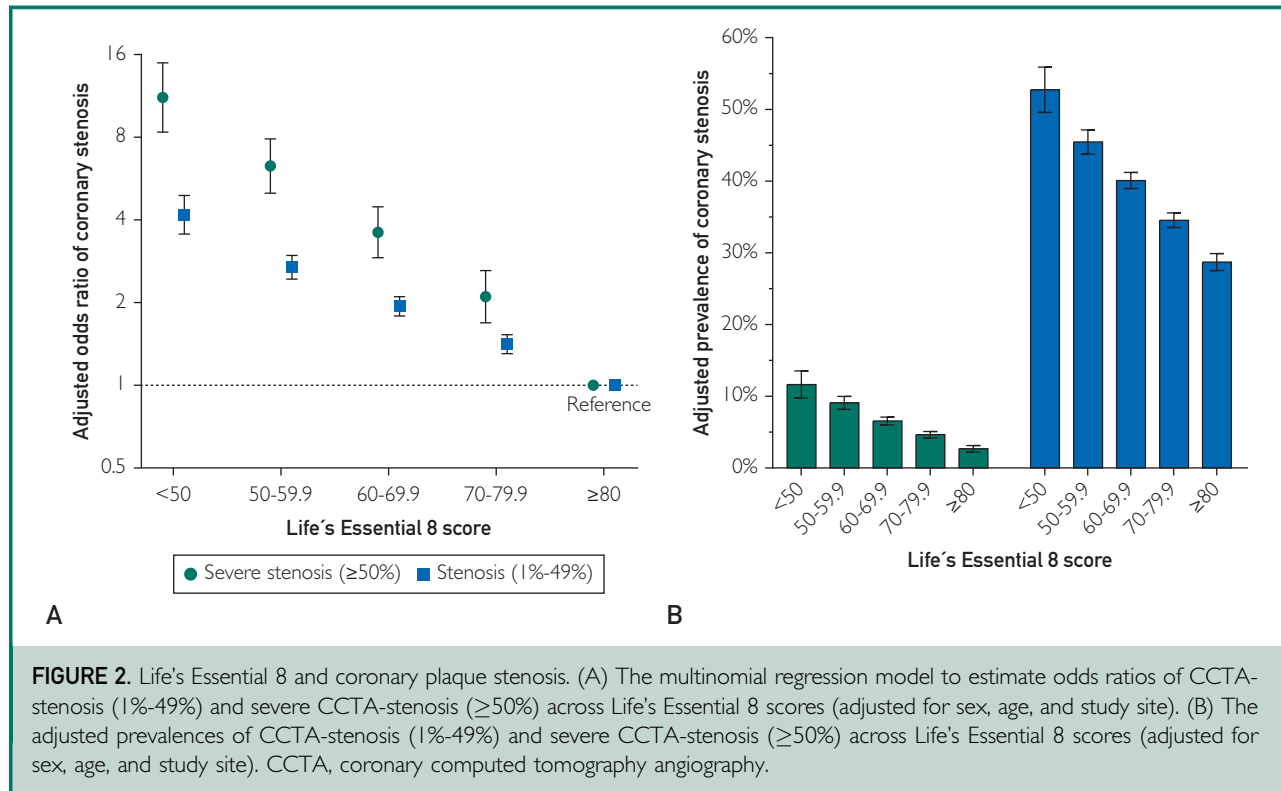 Adjusted odds ratio of coronary stenosis
16
8
4
2
1
0.5
Reference
<50
50-59.9
60-69.9
70-79.9
≥80
Life´s Essential 8 score
Severe stenosis (≥50%)
Stenosis (1%-49%)
A
Adjusted prevalence of coronary stenosis
60%
50%
40%
30%
20%
10%
0%
<50
50-59.9
60-69.9
70-79.9
≥80
<50
50-59.9
60-69.9
70-79.9
≥80
Life´s Essential 8 score
B
FIGURE 2. Life's Essential 8 and coronary plaque stenosis. (A) The multinomial regression model to estimate odds ratios of CCTA-
stenosis (1%-49%) and severe CCTA-stenosis (≥50%) across Life's Essential 8 scores (adjusted for sex, age, and study site). (B) The
adjusted prevalences of CCTA-stenosis (1%-49%) and severe CCTA-stenosis (≥50%) across Life's Essential 8 scores (adjusted for
sex, age, and study site). CCTA, coronary computed tomography angiography.